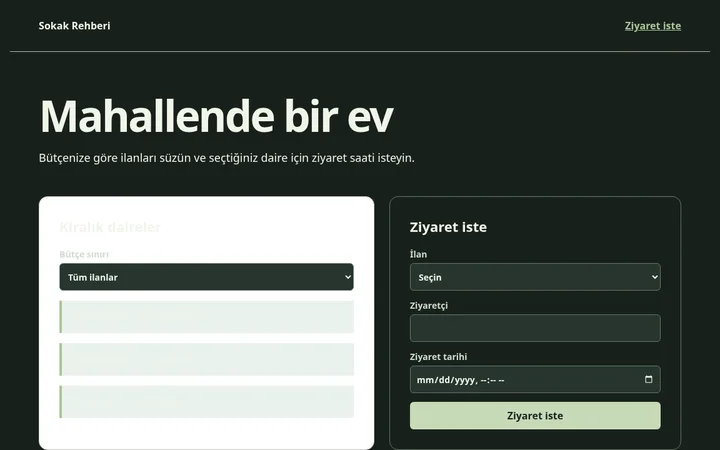 Sokak Rehberi
Ziyaret iste
Mahallende bir ev
Bütçenize göre ilanları süzün ve seçtiğiniz daire için ziyaret saati isteyin.
Kiralık daireler
Bütçe sınırı
Tüm ilanlar
Ziyaret iste
İlan
Seçin
Ziyaretçi
Ziyaret tarihi
mm/dd/yyyy, --:-- --
Ziyaret iste